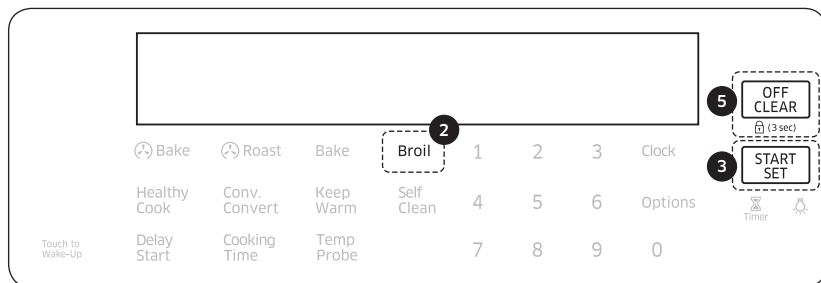 5
OFF
CLEAR
(3 sec)
2
Bake
Roast
Bake
Broil
1
2
3
Clock
3
START
SET
Healthy
Cook
Conv.
Convert
Keep
Warm
Self
Clean
4
5
6
Options
Timer
Touch to
Wake-Up
Delay
Start
Cooking
Time
Temp
Probe
7
8
9
0